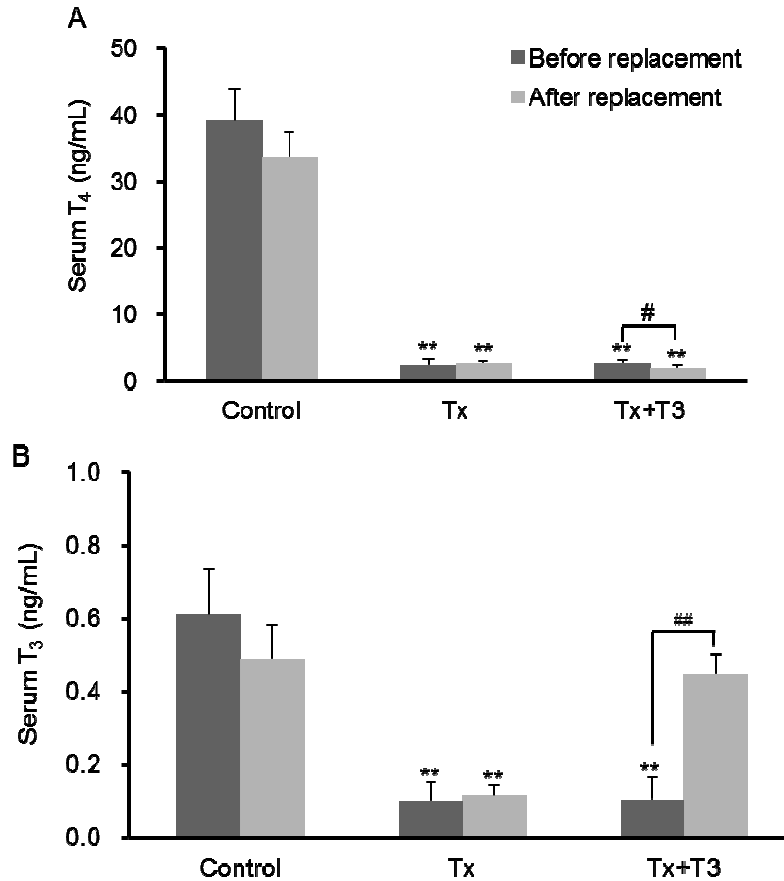 A
50
Before replacement
After replacement
40
30
20
10
0
Serum T₄ (ng/mL)
#
** ** ** **
Control Tx Tx+T3
B
1.0
0.8
0.6
0.4
0.2
0.0
Serum T₃ (ng/mL)
##
** ** **
Control Tx Tx+T3